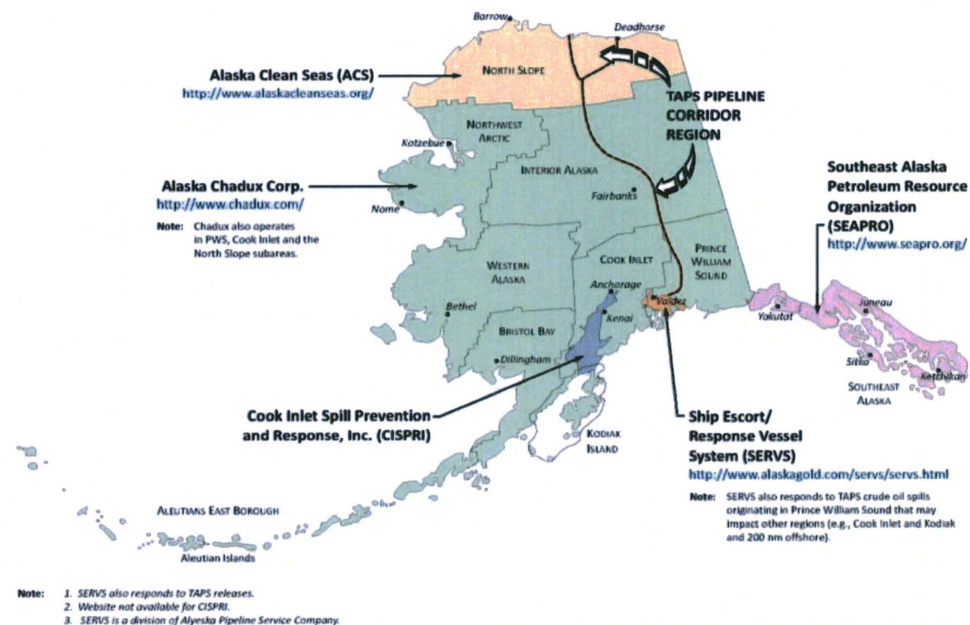 Barrow
Deadhorse
NORTH SLOPE
Alaska Clean Seas (ACS)
http://www.alaskacleanseas.org/
TAPS PIPELINE
CORRIDOR
REGION
NORTHWEST
ARCTIC
Kotzebue
INTERIOR ALASKA
Fairbanks
Alaska Chadux Corp.
http://www.chadux.com/
Nome
Note: Chadux also operates
in PWS, Cook Inlet and the
North Slope subareas.
Southeast Alaska
Petroleum Resource
Organization
(SEAPRO)
http://www.seapro.org/
WESTERN
ALASKA
COOK INLET
PRINCE
WILLIAM
SOUND
Anchorage
Valdez
Bethel
Kenai
BRISTOL BAY
Dillingham
Yakutat
Juneau
Sitka
Ketchikan
SOUTHEAST
ALASKA
Cook Inlet Spill Prevention
and Response, Inc. (CISPRI)
KODIAK
ISLAND
Ship Escort/
Response Vessel
System (SERVS)
http://www.alaskagold.com/servs/servs.html
Note: SERVS also responds to TAPS crude oil spills
originating in Prince William Sound that may
impact other regions (e.g., Cook Inlet and Kodiak
and 200 nm offshore).
ALEUTIANS EAST BOROUGH
Aleutian Islands
Note: 1. SERVS also responds to TAPS releases.
2. Website not available for CISPRI.
3. SERVS is a division of Alyeska Pipeline Service Company.